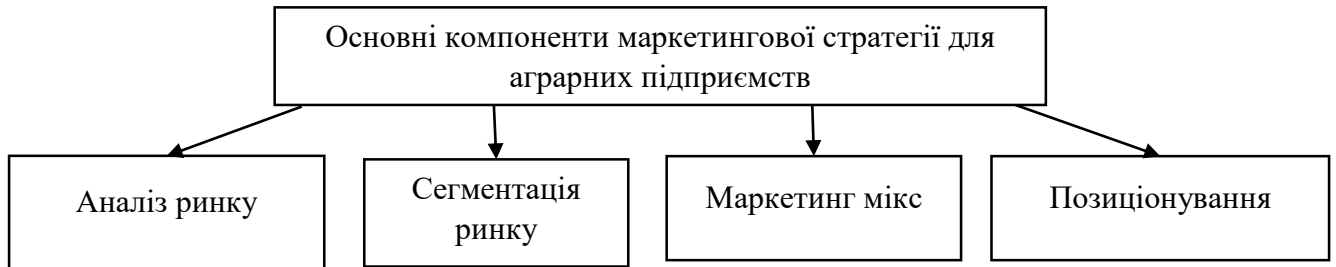 Основні компоненти маркетингової стратегії для
аграрних підприємств
Аналіз ринку
Сегментація
ринку
Маркетинг мікс
Позиціонування